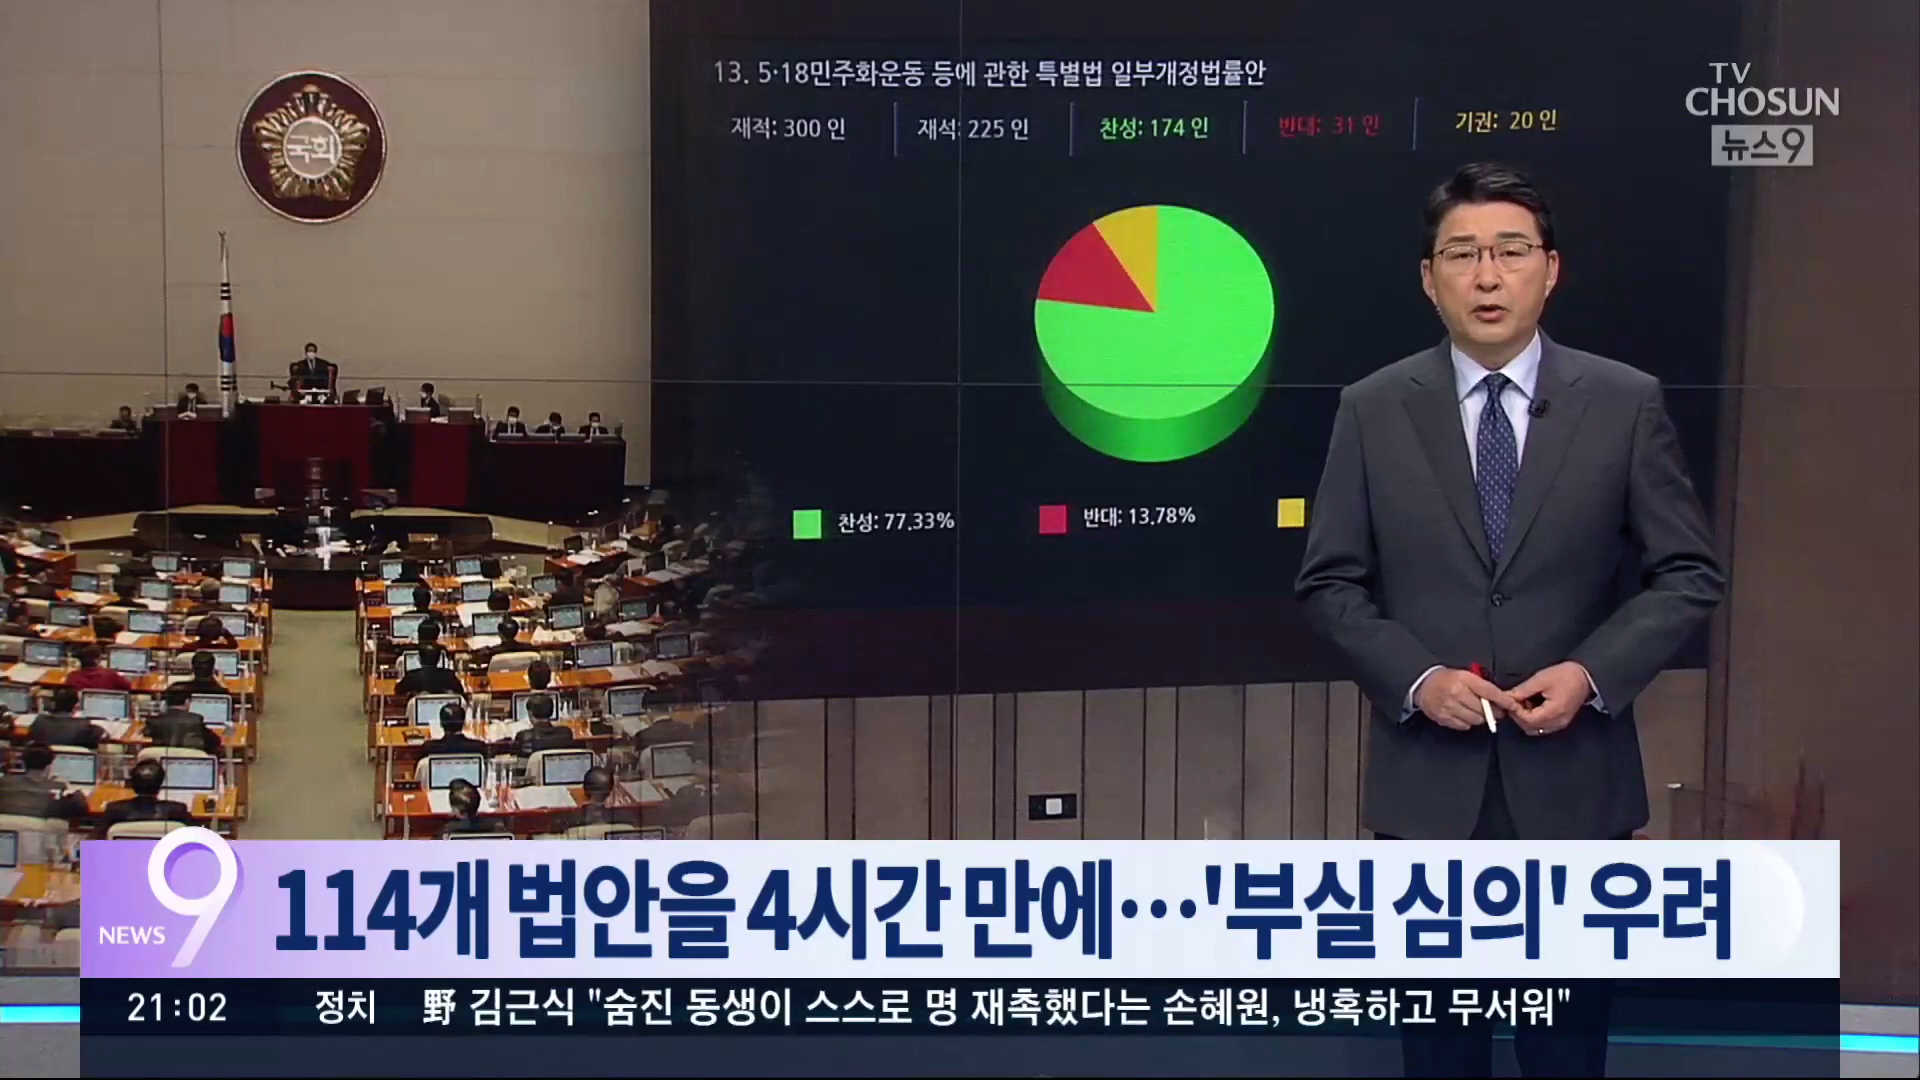 국회
13. 5·18민주화운동 등에 관한 특별법 일부개정법률안
재적: 300 인
재석: 225 인
찬성: 174 인
반대: 31 인
기권: 20 인
TV
CHOSUN
뉴스9
찬성: 77.33%
반대: 13.78%
NEWS 9
114개 법안을 4시간 만에…'부실 심의' 우려
21:02
정치
野 김근식 "숨진 동생이 스스로 명 재촉했다는 손혜원, 냉혹하고 무서워"